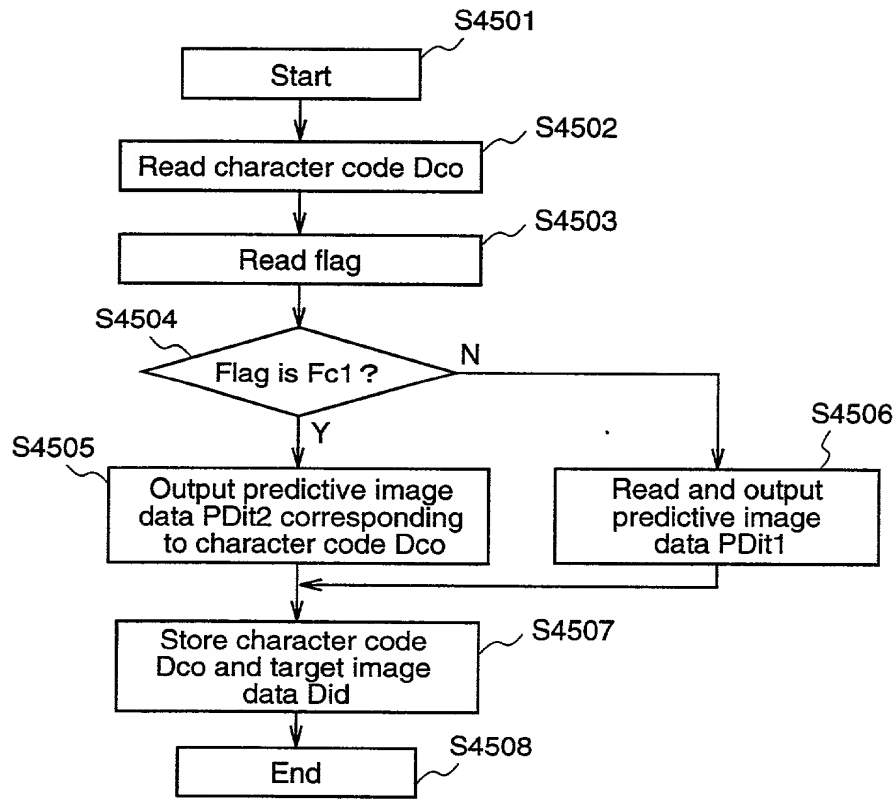 S4501
Start
S4502
Read character code Dco
S4503
Read flag
S4504
Flag is Fc1 ?
N
Y
S4505
Output predictive image
data PDit2 corresponding
to character code Dco
S4506
Read and output
predictive image
data PDit1
S4507
Store character code
Dco and target image
data Did
S4508
End